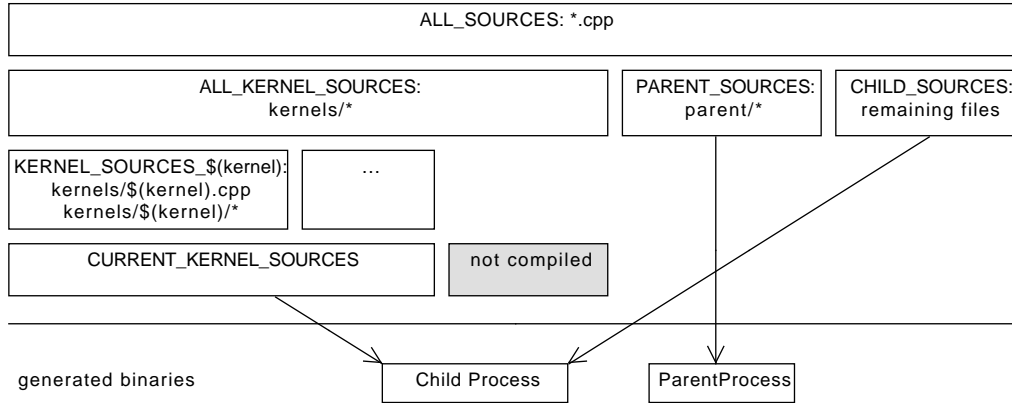 ALL_SOURCES: *.cpp
ALL_KERNEL_SOURCES:
kernels/*
PARENT_SOURCES:
parent/*
CHILD_SOURCES:
remaining files
KERNEL_SOURCES_$(kernel):
kernels/$(kernel).cpp
kernels/$(kernel)/*
...
CURRENT_KERNEL_SOURCES
not compiled
generated binaries
Child Process
ParentProcess